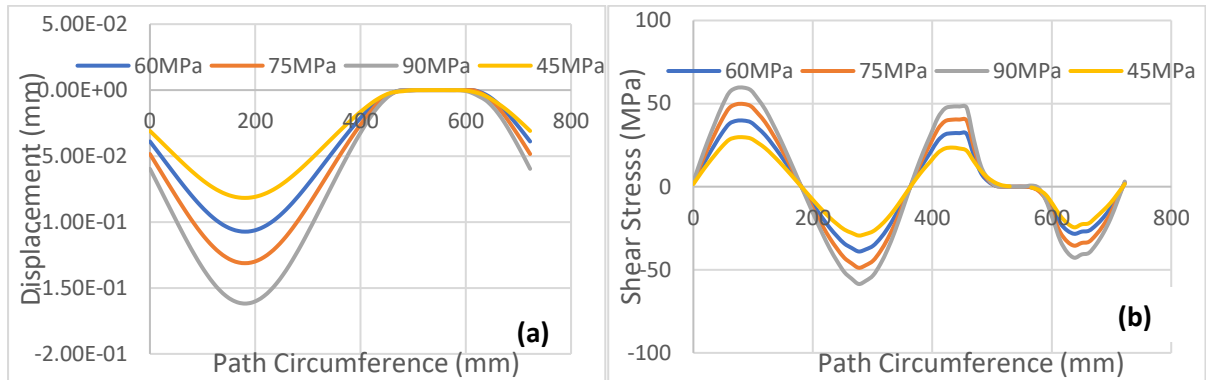 5.00E-02
60MPa 75MPa 90MPa 45MPa
0.00E+00
0 200 400 600 800
5.00E-02
1.00E-01
1.50E-01
-2.00E-01
Displacement (mm)
Path Circumference (mm)
(a)
100
60MPa 75MPa 90MPa 45MPa
50
0
0 200 400 600 800
-50
-100
Shear Stresss (MPa)
Path Circumference (mm)
(b)